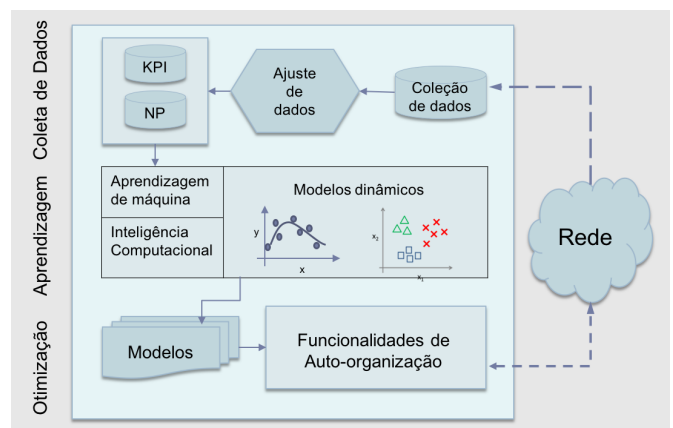 Coleta de Dados
KPI
NP
Ajuste
de
dados
Coleção
de dados
Aprendizagem
Aprendizagem
de máquina
Inteligência
Computacional
Modelos dinâmicos
y
x
x2
x1
Rede
Otimização
Modelos
Funcionalidades de
Auto-organização